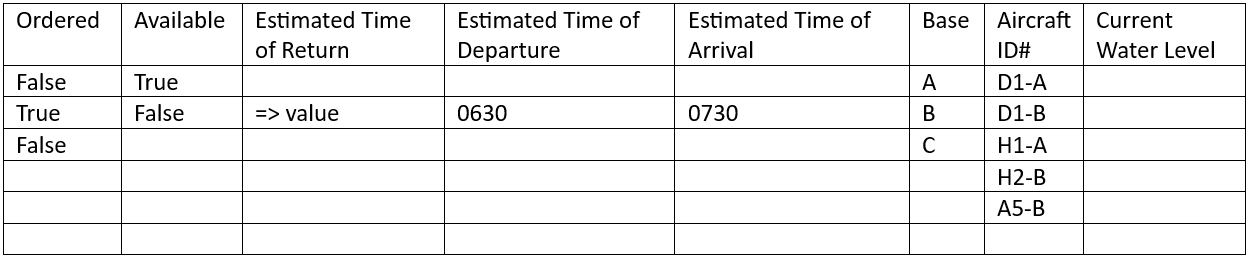 Ordered Available Estimated Time of Return Estimated Time of Departure Estimated Time of Arrival Base Aircraft ID# Current Water Level
False True A D1-A
True False => value 0630 0730 B D1-B
False C H1-A
H2-B
A5-B